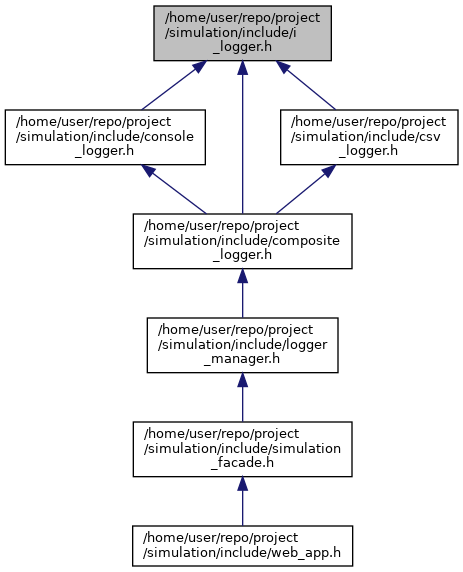 /home/user/repo/project
/simulation/include/i
_logger.h
/home/user/repo/project
/simulation/include/console
_logger.h
/home/user/repo/project
/simulation/include/csv
_logger.h
/home/user/repo/project
/simulation/include/composite
_logger.h
/home/user/repo/project
/simulation/include/logger
_manager.h
/home/user/repo/project
/simulation/include/simulation
_facade.h
/home/user/repo/project
/simulation/include/web_app.h